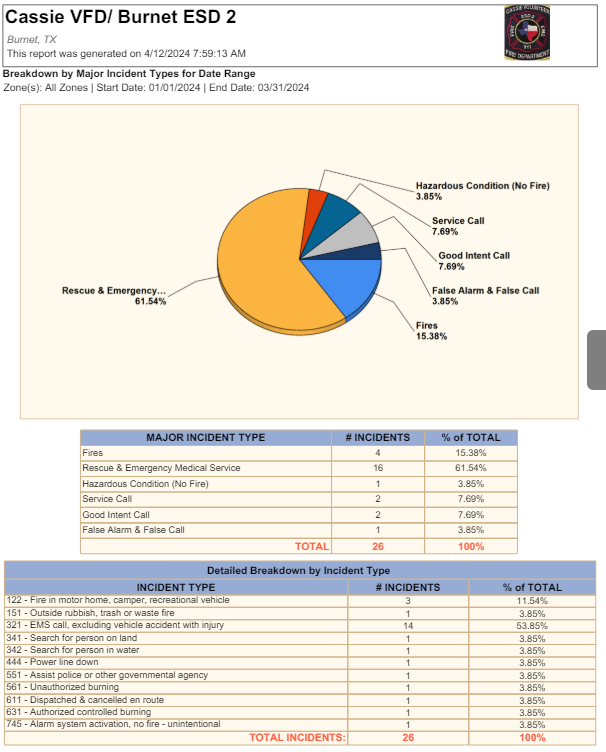 Cassie VFD/ Burnet ESD 2
Burnet, TX
This report was generated on 4/12/2024 7:59:13 AM
CASSIE VOLUNTEER
ESD 2
FIRE
EMS
911
FIRE DEPARTMENT
Breakdown by Major Incident Types for Date Range
Zone(s): All Zones | Start Date: 01/01/2024 | End Date: 03/31/2024
Hazardous Condition (No Fire)
3.85%
Service Call
7.69%
Good Intent Call
7.69%
False Alarm & False Call
3.85%
Rescue & Emergency...
61.54%
Fires
15.38%
MAJOR INCIDENT TYPE # INCIDENTS % of TOTAL
Fires 4 15.38%
Rescue & Emergency Medical Service 16 61.54%
Hazardous Condition (No Fire) 1 3.85%
Service Call 2 7.69%
Good Intent Call 2 7.69%
False Alarm & False Call 1 3.85%
TOTAL 26 100%
Detailed Breakdown by Incident Type
INCIDENT TYPE # INCIDENTS % of TOTAL
122 - Fire in motor home, camper, recreational vehicle 3 11.54%
151 - Outside rubbish, trash or waste fire 1 3.85%
321 - EMS call, excluding vehicle accident with injury 14 53.85%
341 - Search for person on land 1 3.85%
342 - Search for person in water 1 3.85%
444 - Power line down 1 3.85%
551 - Assist police or other governmental agency 1 3.85%
561 - Unauthorized burning 1 3.85%
611 - Dispatched & cancelled en route 1 3.85%
631 - Authorized controlled burning 1 3.85%
745 - Alarm system activation, no fire - unintentional 1 3.85%
TOTAL INCIDENTS: 26 100%